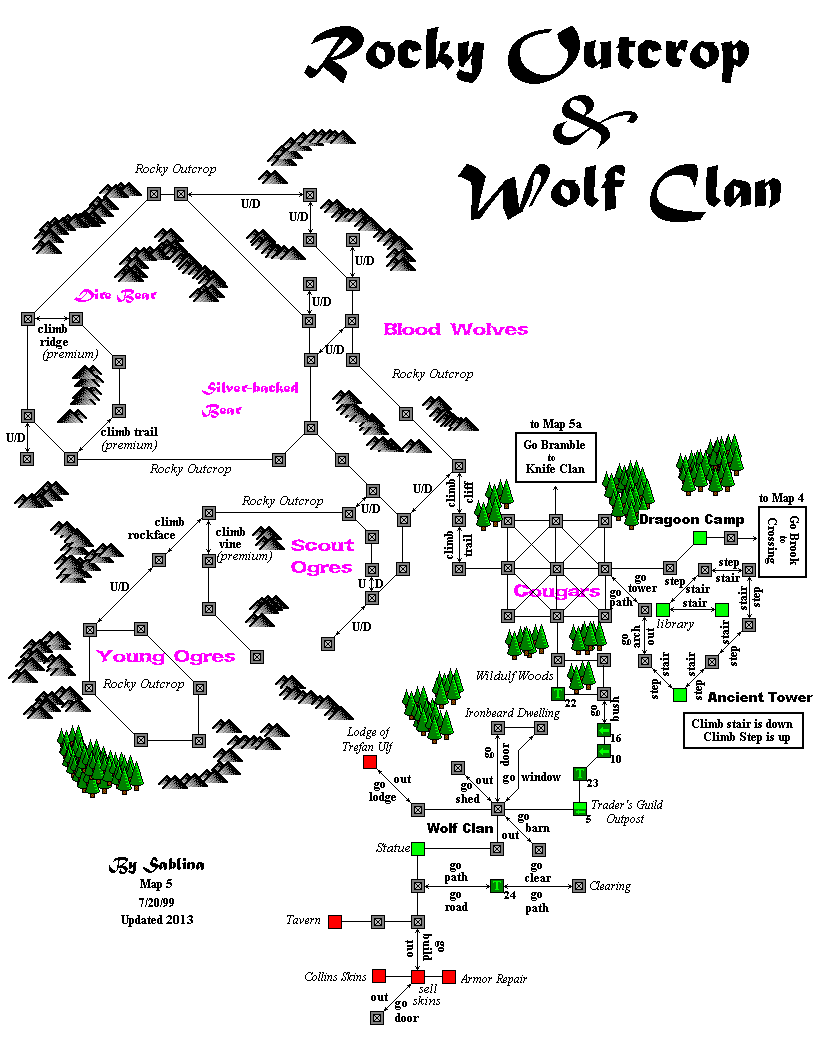 Rocky Outcrop
&
Wolf Clan
Rocky Outcrop
U/D
U/D
U/D
Dire Bear
U/D
climb
ridge
(premium)
Blood Wolves
U/D
Rocky Outcrop
Silver-backed
Bear
climb trail
(premium)
U/D
Rocky Outcrop
to Map 5a
Go Bramble
to
Knife Clan
U/D
climb
cliff
to Map 4
Go Brook
to
Crossing
Rocky Outcrop
U/D
climb
rockface
climb
vine
(premium)
Scout
Ogres
climb
trail
Dragoon Camp
U/D
U D
Cougars
go
path
go
tower
step
stair
step
stair
stair
step
stair
library
U/D
go
arch
out
stair
step
Young Ogres
Rocky Outcrop
Wildulf Woods
22
go
bush
step
stair
step
stair
Ancient Tower
Climb stair is down
Climb Step is up
Ironbeard Dwelling
16
10
Lodge of
Trefan Ulf
go
door
out
go
lodge
out
go
shed
go
window
23
Trader's Guild
Outpost
5
Wolf Clan
out
go
barn
Statue
By Sablina
Map 5
7/20/99
Updated 2013
go
path
go
clear
go
road
24
go
path
Clearing
Tavern
out
go
build
Collins Skins
sell
skins
Armor Repair
out
go
door